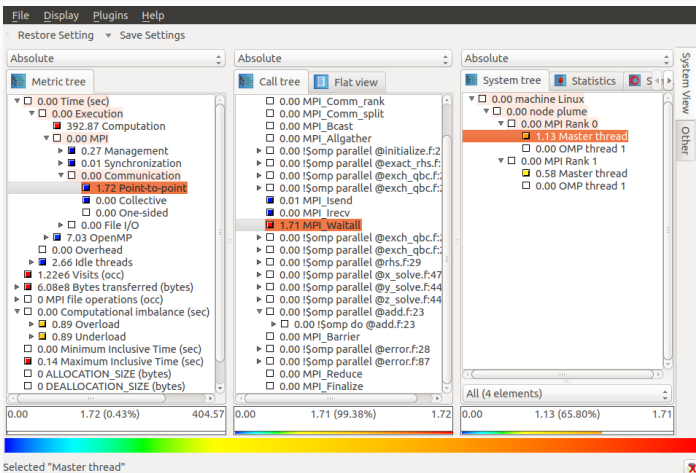 File Display Plugins Help
Restore Setting Save Settings
Absolute
Metric tree
0.00 Time (sec)
0.00 Execution
392.87 Computation
0.00 MPI
0.27 Management
0.01 Synchronization
0.00 Communication
1.72 Point-to-point
0.00 Collective
0.00 One-sided
0.00 File I/O
7.03 OpenMP
0.00 Overhead
2.66 Idle threads
1.22e6 Visits (occ)
6.08e8 Bytes transferred (bytes)
0 MPI file operations (occ)
0.00 Computational imbalance (sec)
0.89 Overload
0.89 Underload
0.00 Minimum Inclusive Time (sec)
0.14 Maximum Inclusive Time (sec)
0 ALLOCATION_SIZE (bytes)
0 DEALLOCATION_SIZE (bytes)
0.00 1.72 (0.43%) 404.57
Absolute
Call tree Flat view
0.00 MPI_Comm_rank
0.00 MPI_Comm_split
0.00 MPI_Bcast
0.00 MPI_Allgather
0.00 !$omp parallel @initialize.f:2
0.00 !$omp parallel @exact_rhs.f:
0.00 !$omp parallel @exch_qbc.f:
0.00 !$omp parallel @exch_qbc.f:
0.01 MPI_Isend
0.00 MPI_Irecv
1.71 MPI_Waitall
0.00 !$omp parallel @exch_qbc.f:
0.00 !$omp parallel @exch_qbc.f:
0.00 !$omp parallel @rhs.f:29
0.00 !$omp parallel @x_solve.f:47
0.00 !$omp parallel @y_solve.f:44
0.00 !$omp parallel @z_solve.f:44
0.00 !$omp parallel @add.f:23
0.00 !$omp do @add.f:23
0.00 MPI_Barrier
0.00 !$omp parallel @error.f:28
0.00 !$omp parallel @error.f:87
0.00 MPI_Reduce
0.00 MPI_Finalize
0.00 1.71 (99.38%) 1.72
Absolute
System tree Statistics S
0.00 machine Linux
0.00 node plume
0.00 MPI Rank 0
1.13 Master thread
0.00 OMP thread 1
0.00 MPI Rank 1
0.58 Master thread
0.00 OMP thread 1
All (4 elements)
0.00 1.13 (65.80%) 1.71
System View
Other
Selected "Master thread"